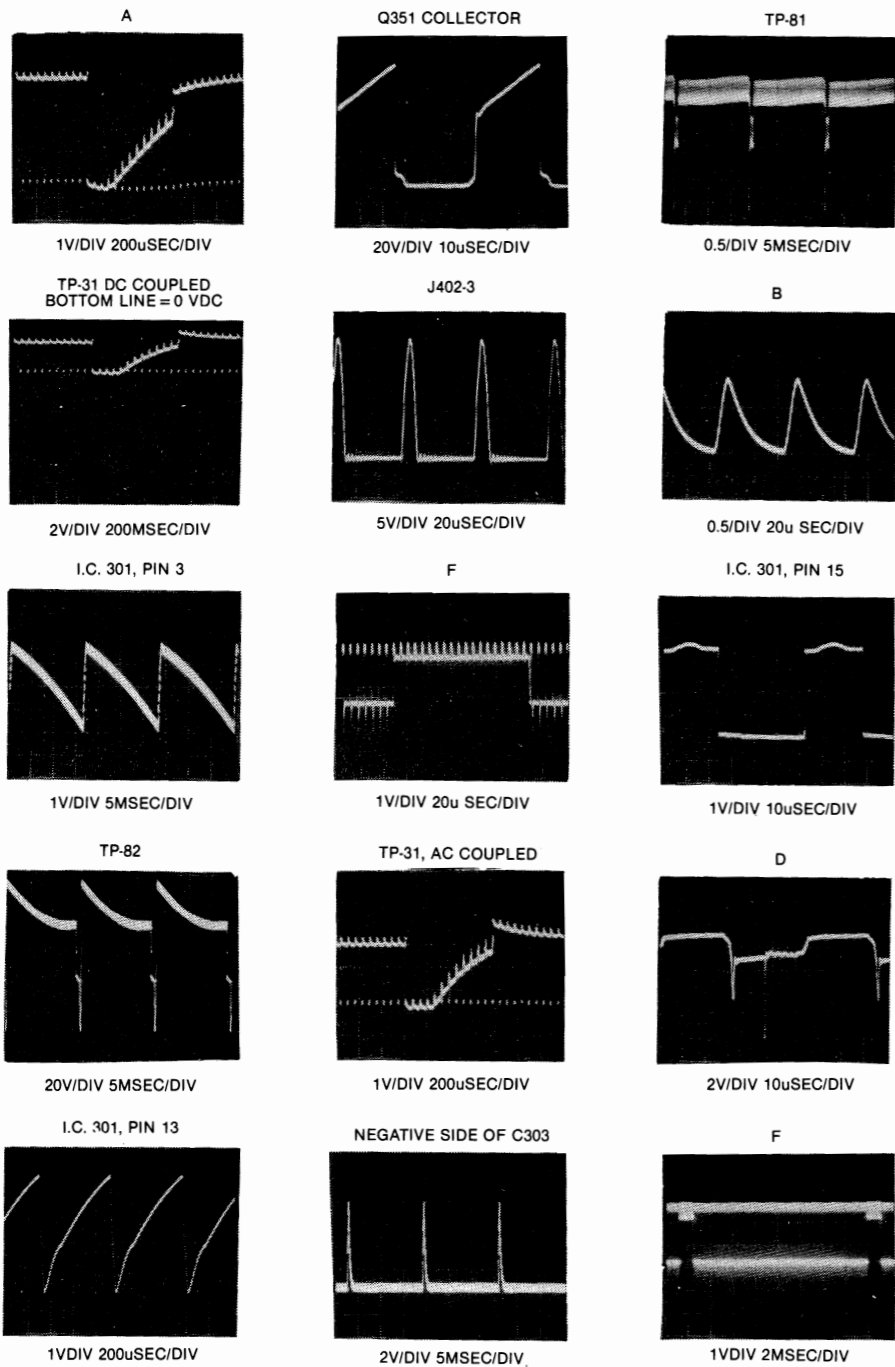 A
Q351 COLLECTOR
TP-81
1V/DIV 200uSEC/DIV
20V/DIV 10uSEC/DIV
0.5/DIV 5MSEC/DIV
TP-31 DC COUPLED
BOTTOM LINE = 0 VDC
J402-3
B
2V/DIV 200MSEC/DIV
5V/DIV 20uSEC/DIV
0.5/DIV 20u SEC/DIV
I.C. 301, PIN 3
F
I.C. 301, PIN 15
1V/DIV 5MSEC/DIV
1V/DIV 20u SEC/DIV
1V/DIV 10uSEC/DIV
TP-82
TP-31, AC COUPLED
D
20V/DIV 5MSEC/DIV
1V/DIV 200uSEC/DIV
2V/DIV 10uSEC/DIV
I.C. 301, PIN 13
NEGATIVE SIDE OF C303
F
1VDIV 200uSEC/DIV
2V/DIV 5MSEC/DIV
1VDIV 2MSEC/DIV